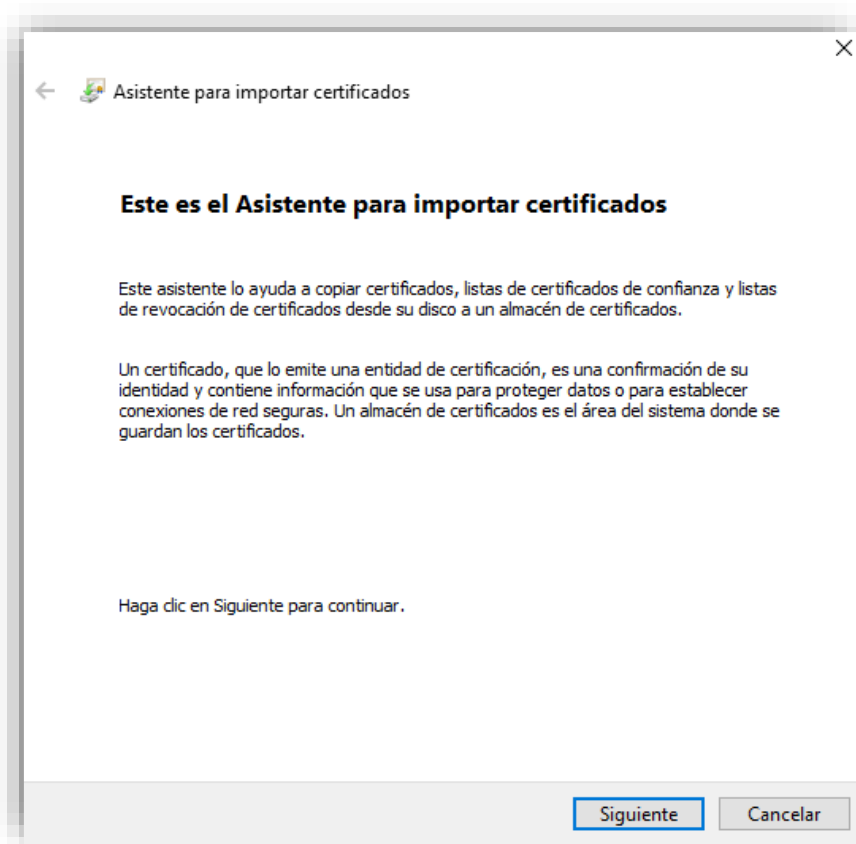 Asistente para importar certificados
Este es el Asistente para importar certificados
Este asistente lo ayuda a copiar certificados, listas de certificados de confianza y listas
de revocación de certificados desde su disco a un almacén de certificados.
Un certificado, que lo emite una entidad de certificación, es una confirmación de su
identidad y contiene información que se usa para proteger datos o para establecer
conexiones de red seguras. Un almacén de certificados es el área del sistema donde se
guardan los certificados.
Haga clic en Siguiente para continuar.
Siguiente Cancelar